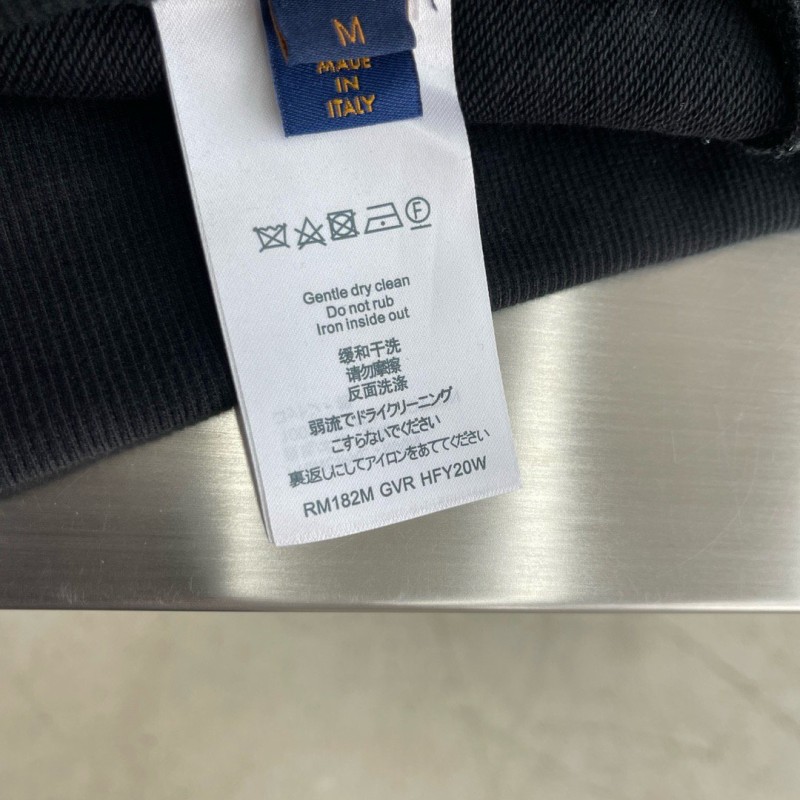 M
MADE
IN
ITALY
F
Gentle dry clean
Do not rub
Iron inside out
缓和干洗
请勿摩擦
反面洗涤
弱流でドライクリーニング
こすらないでください
裏返しにしてアイロンをあててください
RM182M GVR HFY20W